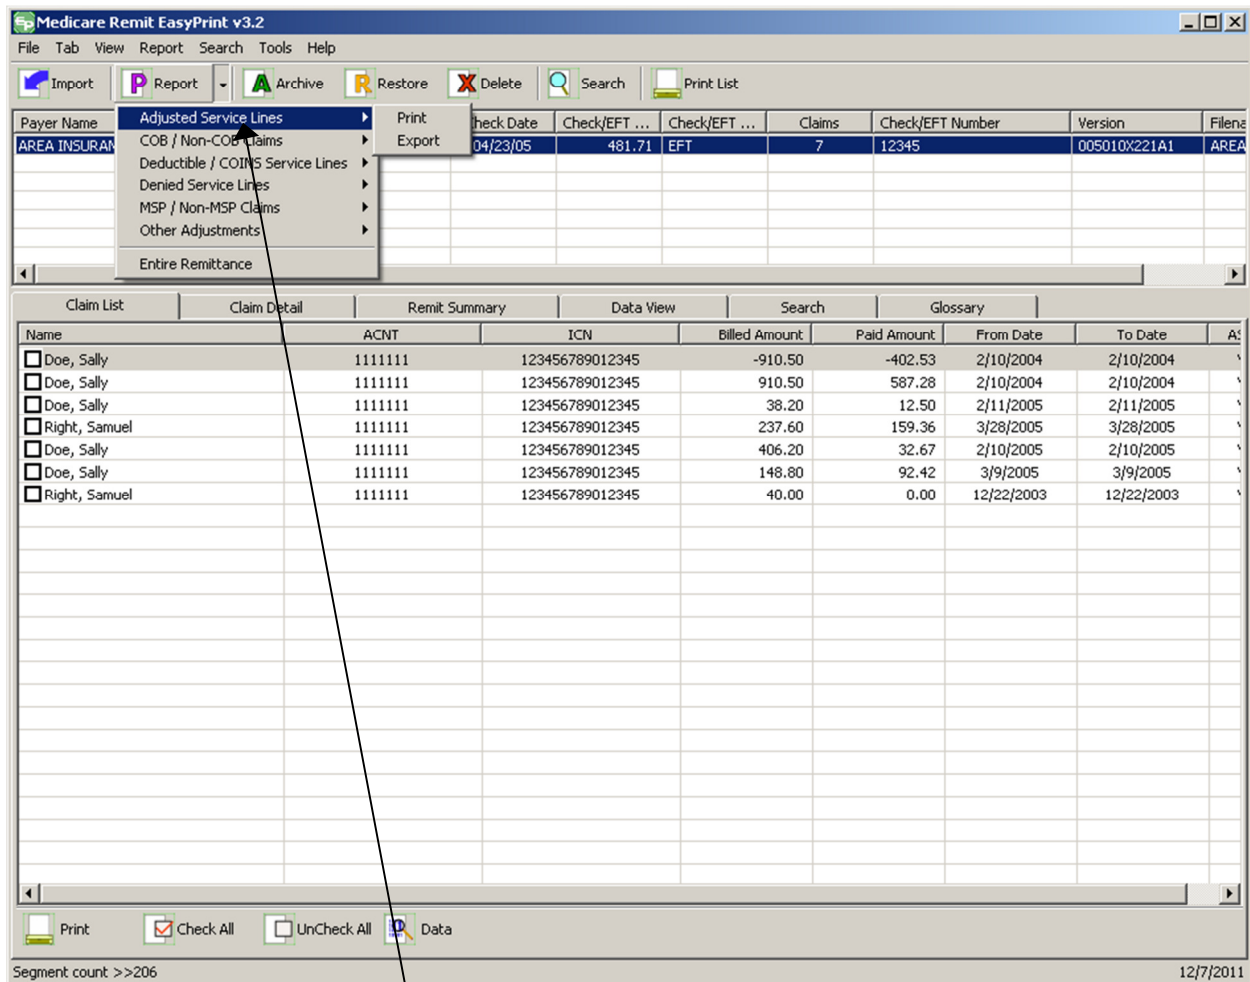 Medicare Remit EasyPrint v3.2
File Tab View Report Search Tools Help
Import Report Archive Restore Delete Search Print List
Payer Name Check Date Check/EFT ... Check/EFT ... Claims Check/EFT Number Version
04/23/05 481.71 EFT 7 12345 005010X221A1 AREA
Adjusted Service Lines
COB / Non-COB Claims
Deductible / COINS Service Lines
Denied Service Lines
MSP / Non-MSP Claims
Other Adjustments
Entire Remittance
Print
Export
AREA
Claim List Claim Detail Remit Summary Data View Search Glossary
Name ACNT ICN Billed Amount Paid Amount From Date To Date
Doe, Sally 1111111 123456789012345 -910.50 -402.53 2/10/2004 2/10/2004
Doe, Sally 1111111 123456789012345 910.50 587.28 2/10/2004 2/10/2004
Doe, Sally 1111111 123456789012345 38.20 12.50 2/11/2005 2/11/2005
Right, Samuel 1111111 123456789012345 237.60 159.36 3/28/2005 3/28/2005
Doe, Sally 1111111 123456789012345 406.20 32.67 2/10/2005 2/10/2005
Doe, Sally 1111111 123456789012345 148.80 92.42 3/9/2005 3/9/2005
Right, Samuel 1111111 123456789012345 40.00 0.00 12/22/2003 12/22/2003
Print Check All UnCheck All Data
Segment count >>206 12/7/2011